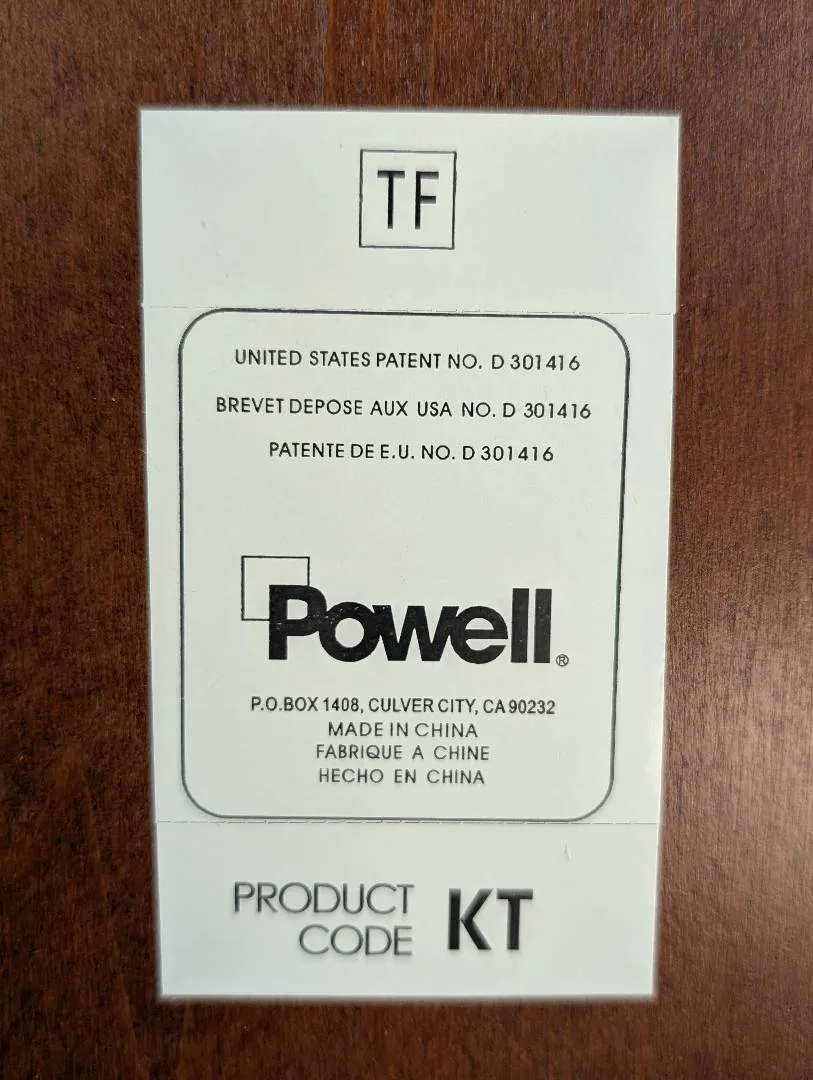 TF
UNITED STATES PATENT NO. D 301416
BREVET DEPOSE AUX USA NO. D 301416
PATENTE DE E.U. NO. D 301416
Powell®
P.O.BOX 1408, CULVER CITY, CA 90232
MADE IN CHINA
FABRIQUE A CHINE
HECHO EN CHINA
PRODUCT CODE KT